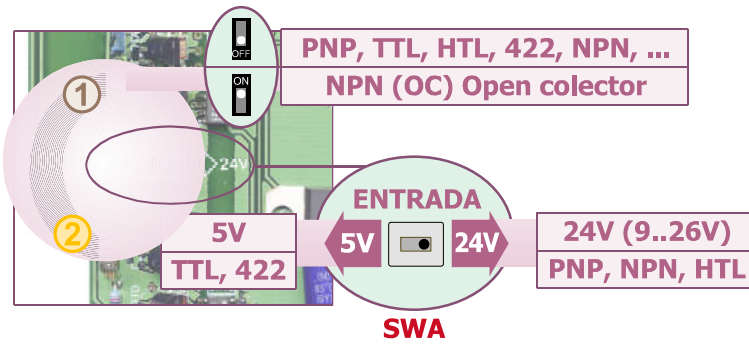 OFF
PNP, TTL, HTL, 422, NPN, ...
ON
NPN (OC) Open colector
1
24V
ENTRADA
2
5V
5V
24V
24V (9..26V)
TTL, 422
PNP, NPN, HTL
SWA